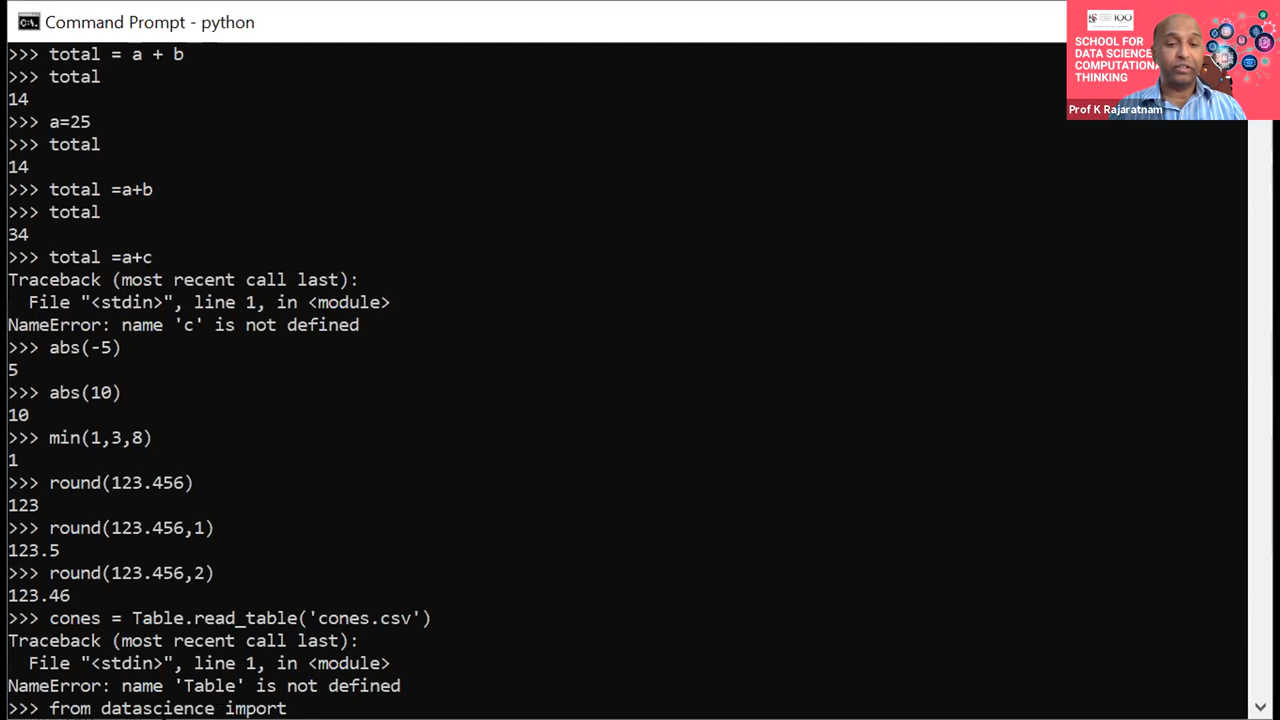 Command Prompt - python
>>> total = a + b
>>> total
14
>>> a=25
>>> total
14
>>> total =a+b
>>> total
34
>>> total =a+c
Traceback (most recent call last):
  File "<stdin>", line 1, in <module>
NameError: name 'c' is not defined
>>> abs(-5)
5
>>> abs(10)
10
>>> min(1,3,8)
1
>>> round(123.456)
123
>>> round(123.456,1)
123.5
>>> round(123.456,2)
123.46
>>> cones = Table.read_table('cones.csv')
Traceback (most recent call last):
  File "<stdin>", line 1, in <module>
NameError: name 'Table' is not defined
>>> from datascience import
100
SCHOOL FOR
DATA SCIENCE
COMPUTATIONA
THINKING
Prof K Rajaratnam